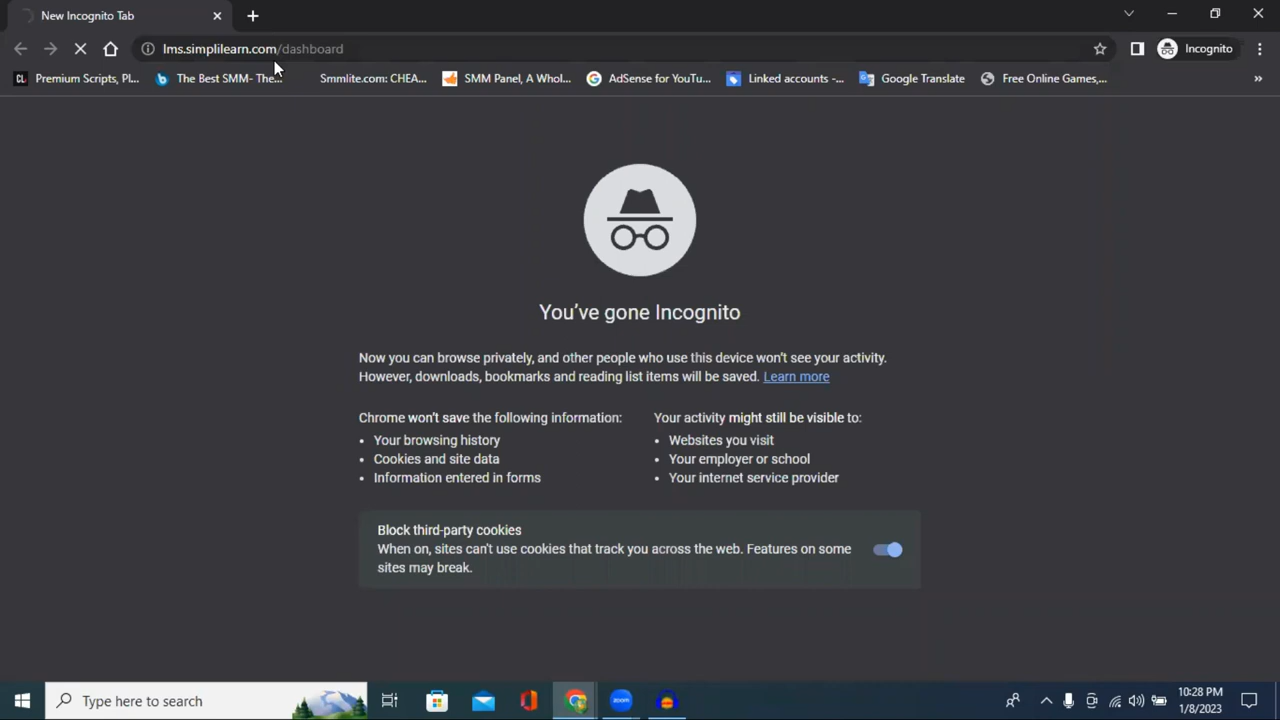 New Incognito Tab
lms.simplilearn.com/dashboard
Incognito
Premium Scripts, Pl...
The Best SMM- The...
Smmlite.com: CHEA...
SMM Panel, A Whol...
AdSense for YouTu...
Linked accounts -...
Google Translate
Free Online Games,...
You've gone Incognito
Now you can browse privately, and other people who use this device won't see your activity.
However, downloads, bookmarks and reading list items will be saved. Learn more
Chrome won't save the following information:
• Your browsing history
• Cookies and site data
• Information entered in forms
Your activity might still be visible to:
• Websites you visit
• Your employer or school
• Your internet service provider
Block third-party cookies
When on, sites can't use cookies that track you across the web. Features on some
sites may break.
Type here to search
zoom
10:28 PM
1/8/2023